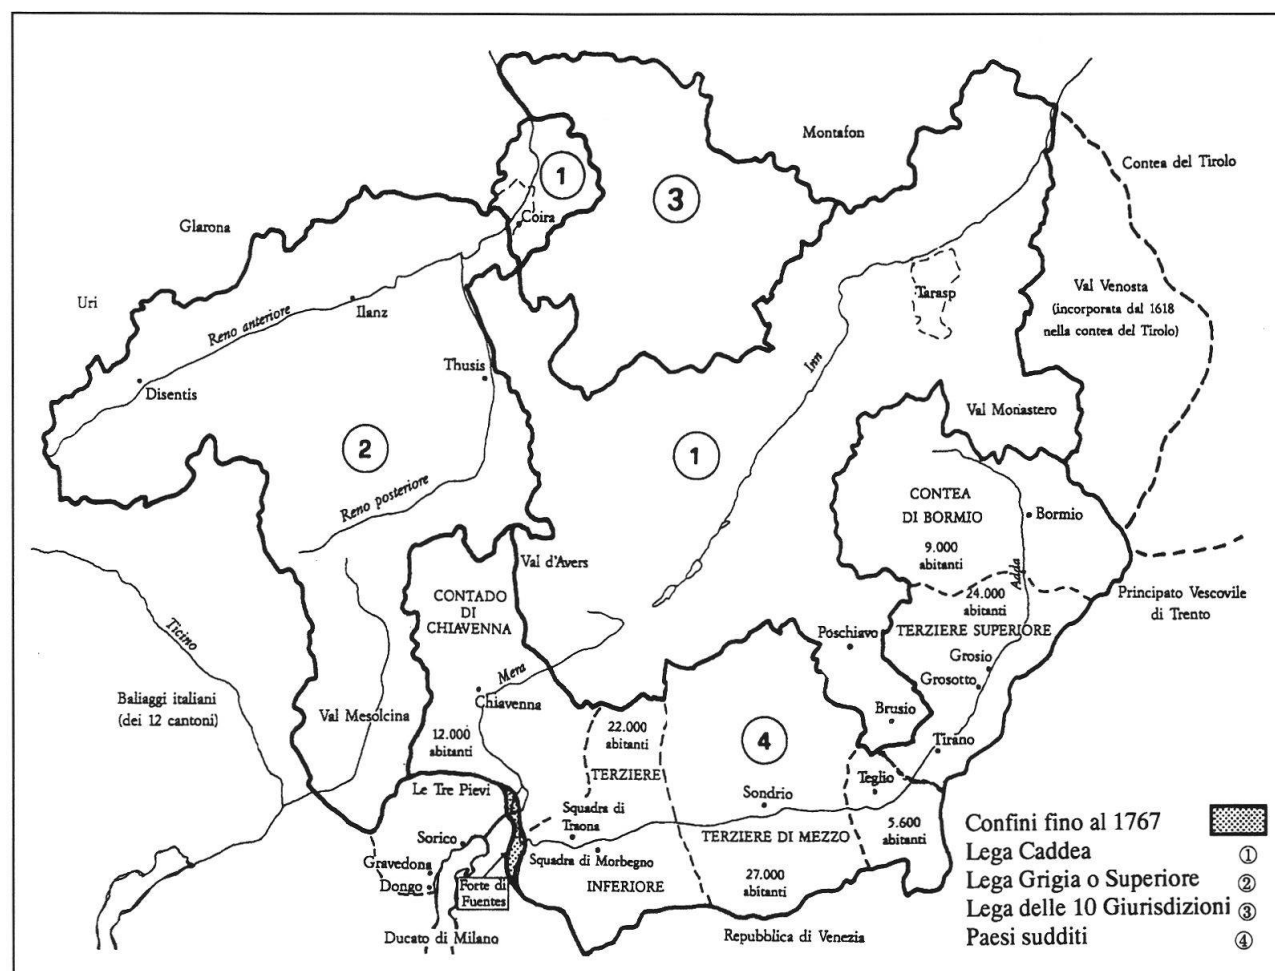 Montafon
1
Contea del Tirolo
3
Coira
Glarona
Uri
Val Venosta
(incorporata dal 1618
nella contea del Tirolo)
Tarasp
Reno anteriore
Ilanz
Inn
Thusis
Disentis
Val Monastero
2
1
Reno posteriore
CONTEA
DI BORMIO
Bormio
9.000
abitanti
Val d'Avers
Adda
24.000
abitanti
Principato Vescovile
di Trento
CONTADO
DI
CHIAVENNA
Ticino
Poschiavo
TERZIERE SUPERIORE
Grosio
Grosotto
Mera
Chiavenna
Baliaggi italiani
(dei 12 cantoni)
Val Mesolcina
Brusio
12.000
abitanti
22.000
abitanti
4
Tirano
TERZIERE
Teglio
Le Tre Pievi
Sondrio
Squadra di
Traona
5.600
abitanti
Sorico
TERZIERE DI MEZZO
Gravedona
Squadra di Morbegno
Dongo
Forte di
Fuentes
INFERIORE
27.000
abitanti
Ducato di Milano
Repubblica di Venezia
Confini fino al 1767
Lega Caddea 1
Lega Grigia o Superiore 2
Lega delle 10 Giurisdizioni 3
Paesi sudditi 4